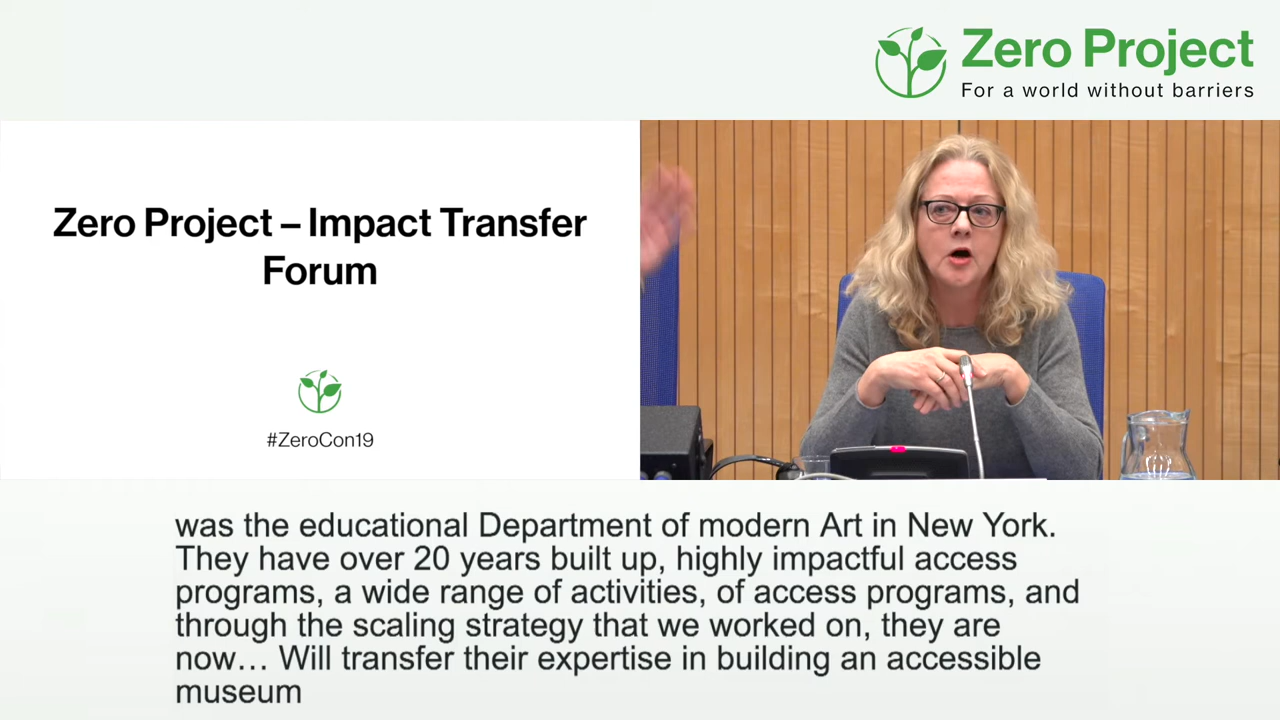 Zero Project
For a world without barriers
Zero Project – Impact Transfer
Forum
#ZeroCon19
was the educational Department of modern Art in New York.
They have over 20 years built up, highly impactful access
programs, a wide range of activities, of access programs, and
through the scaling strategy that we worked on, they are
now… Will transfer their expertise in building an accessible
museum